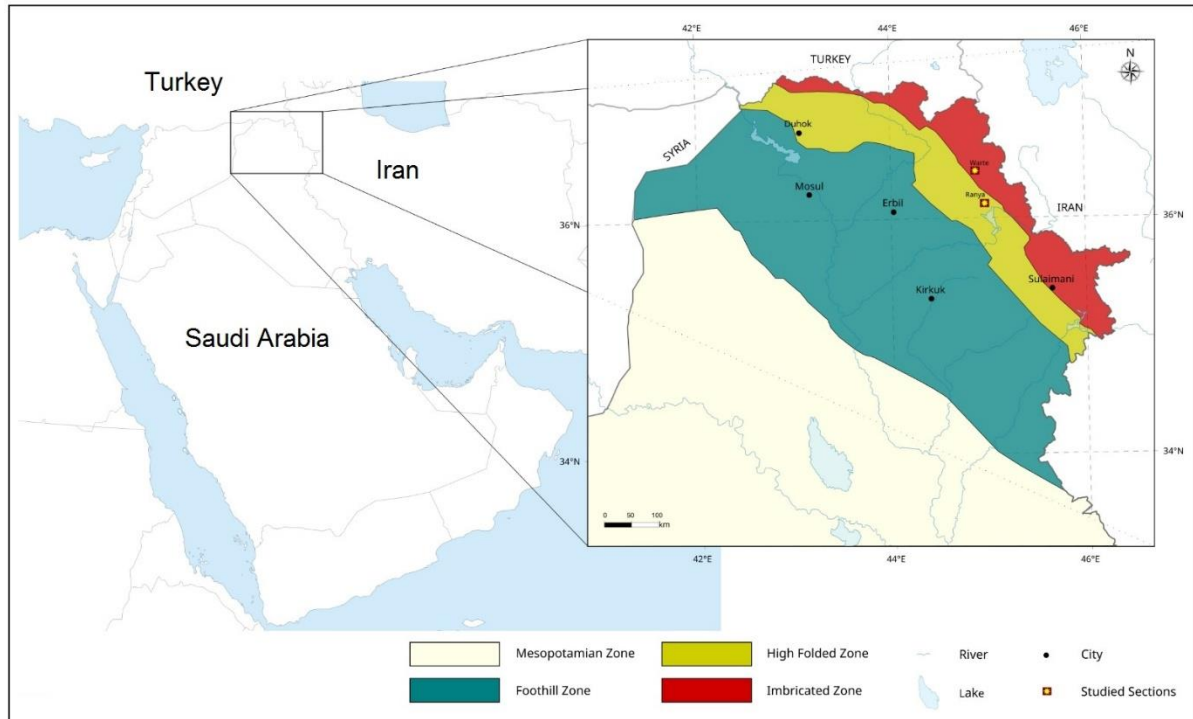 Turkey
Iran
Saudi Arabia
42°E
44°E
46°E
TURKEY
N
SYRIA
Duhok
Mosul
Erbil
Kirkuk
Warte
Ranya
IRAN
Sulaimani
36°N
36°N
34°N
34°N
0 50 100
km
42°E
44°E
46°E
Mesopotamian Zone
High Folded Zone
River
City
Foothill Zone
Imbricated Zone
Lake
Studied Sections